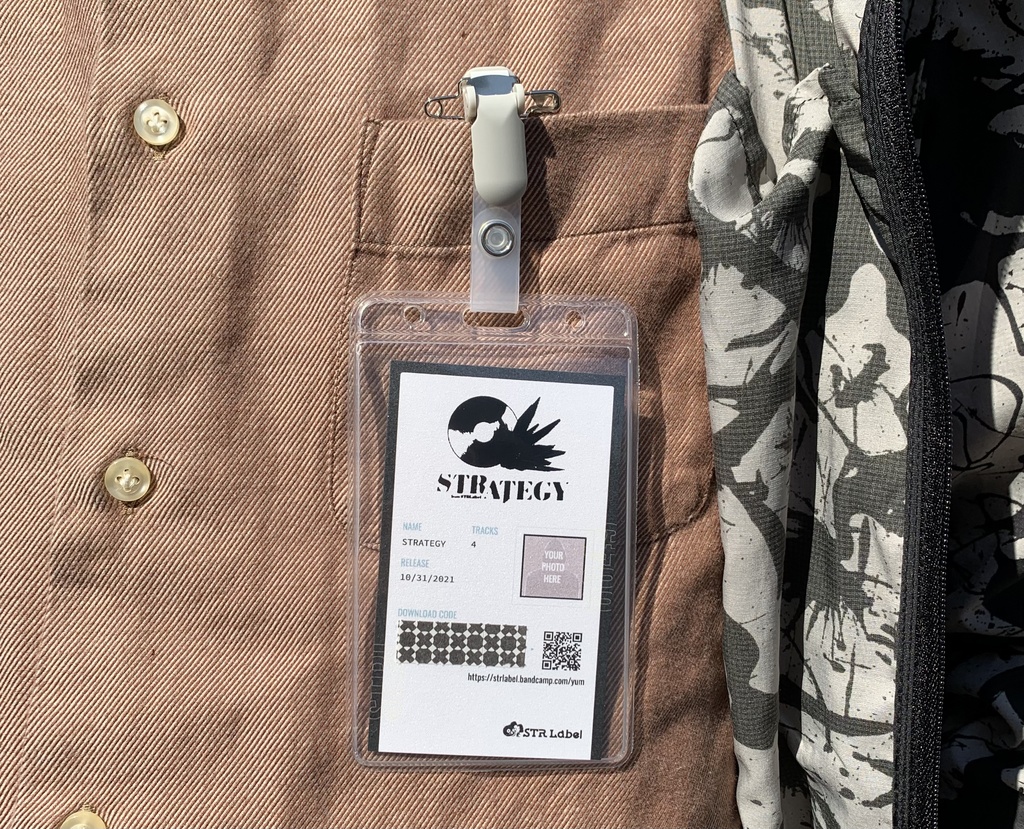 STRATEGY
NAME
TRACKS
STRATEGY
4
RELEASE
10/31/2021
YOUR
PHOTO
HERE
DOWNLOAD CODE
https://strlabel.bandcamp.com/yum
STR Label